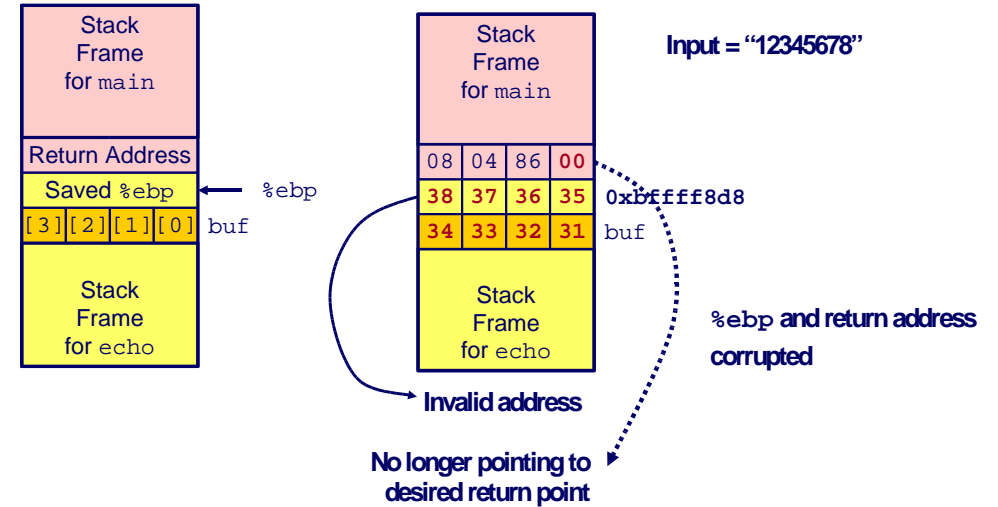 Stack
Frame
for main
Return Address
Saved %ebp
%ebp
[3] [2] [1] [0] buf
Stack
Frame
for echo
Stack
Frame
for main
08 04 86 00
38 37 36 35 0xbffff8d8
34 33 32 31 buf
Stack
Frame
for echo
Input = “12345678”
%ebp and return address
corrupted
Invalid address
No longer pointing to
desired return point